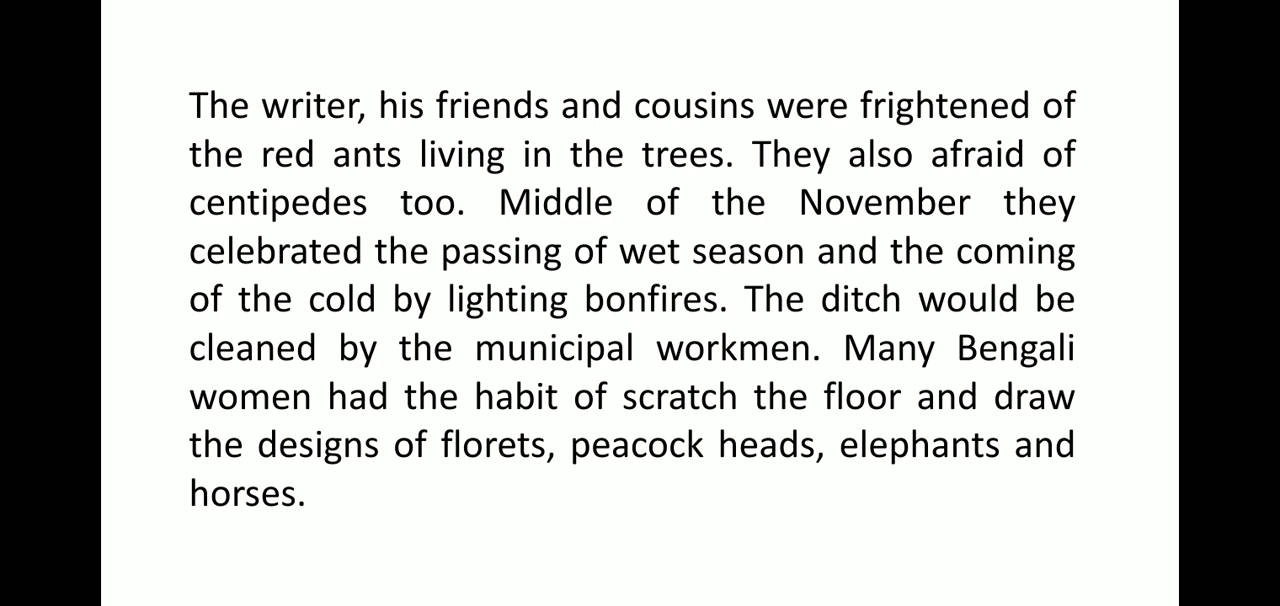 The writer, his friends and cousins were frightened of
the red ants living in the trees. They also afraid of
centipedes too. Middle of the November they
celebrated the passing of wet season and the coming
of the cold by lighting bonfires. The ditch would be
cleaned by the municipal workmen. Many Bengali
women had the habit of scratch the floor and draw
the designs of florets, peacock heads, elephants and
horses.